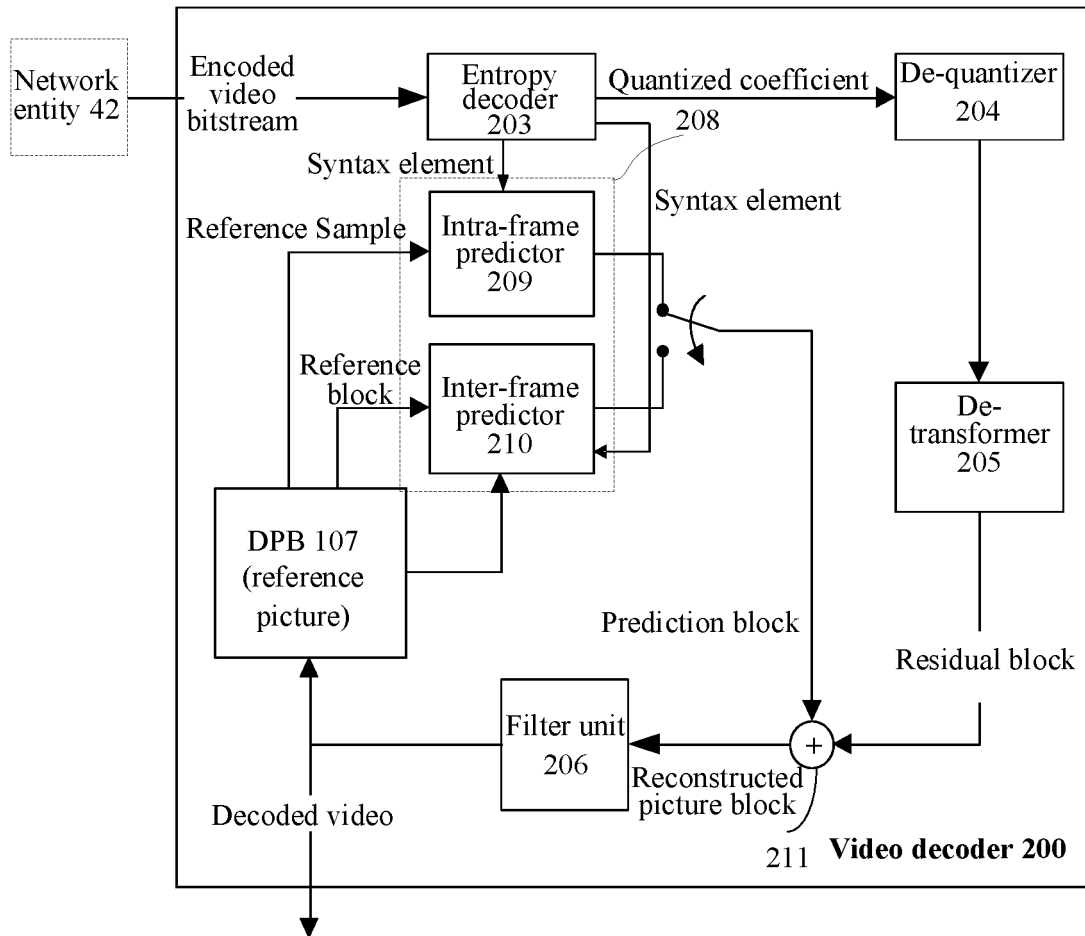 Network
entity 42
Encoded
video
bitstream
Entropy
decoder
203
Quantized coefficient
De-quantizer
204
208
Syntax element
Syntax element
Reference Sample
Intra-frame
predictor
209
Reference
block
Inter-frame
predictor
210
De-
transformer
205
DPB 107
(reference
picture)
Prediction block
Residual block
Filter unit
206
+
Reconstructed
picture block
Decoded video
211
Video decoder 200